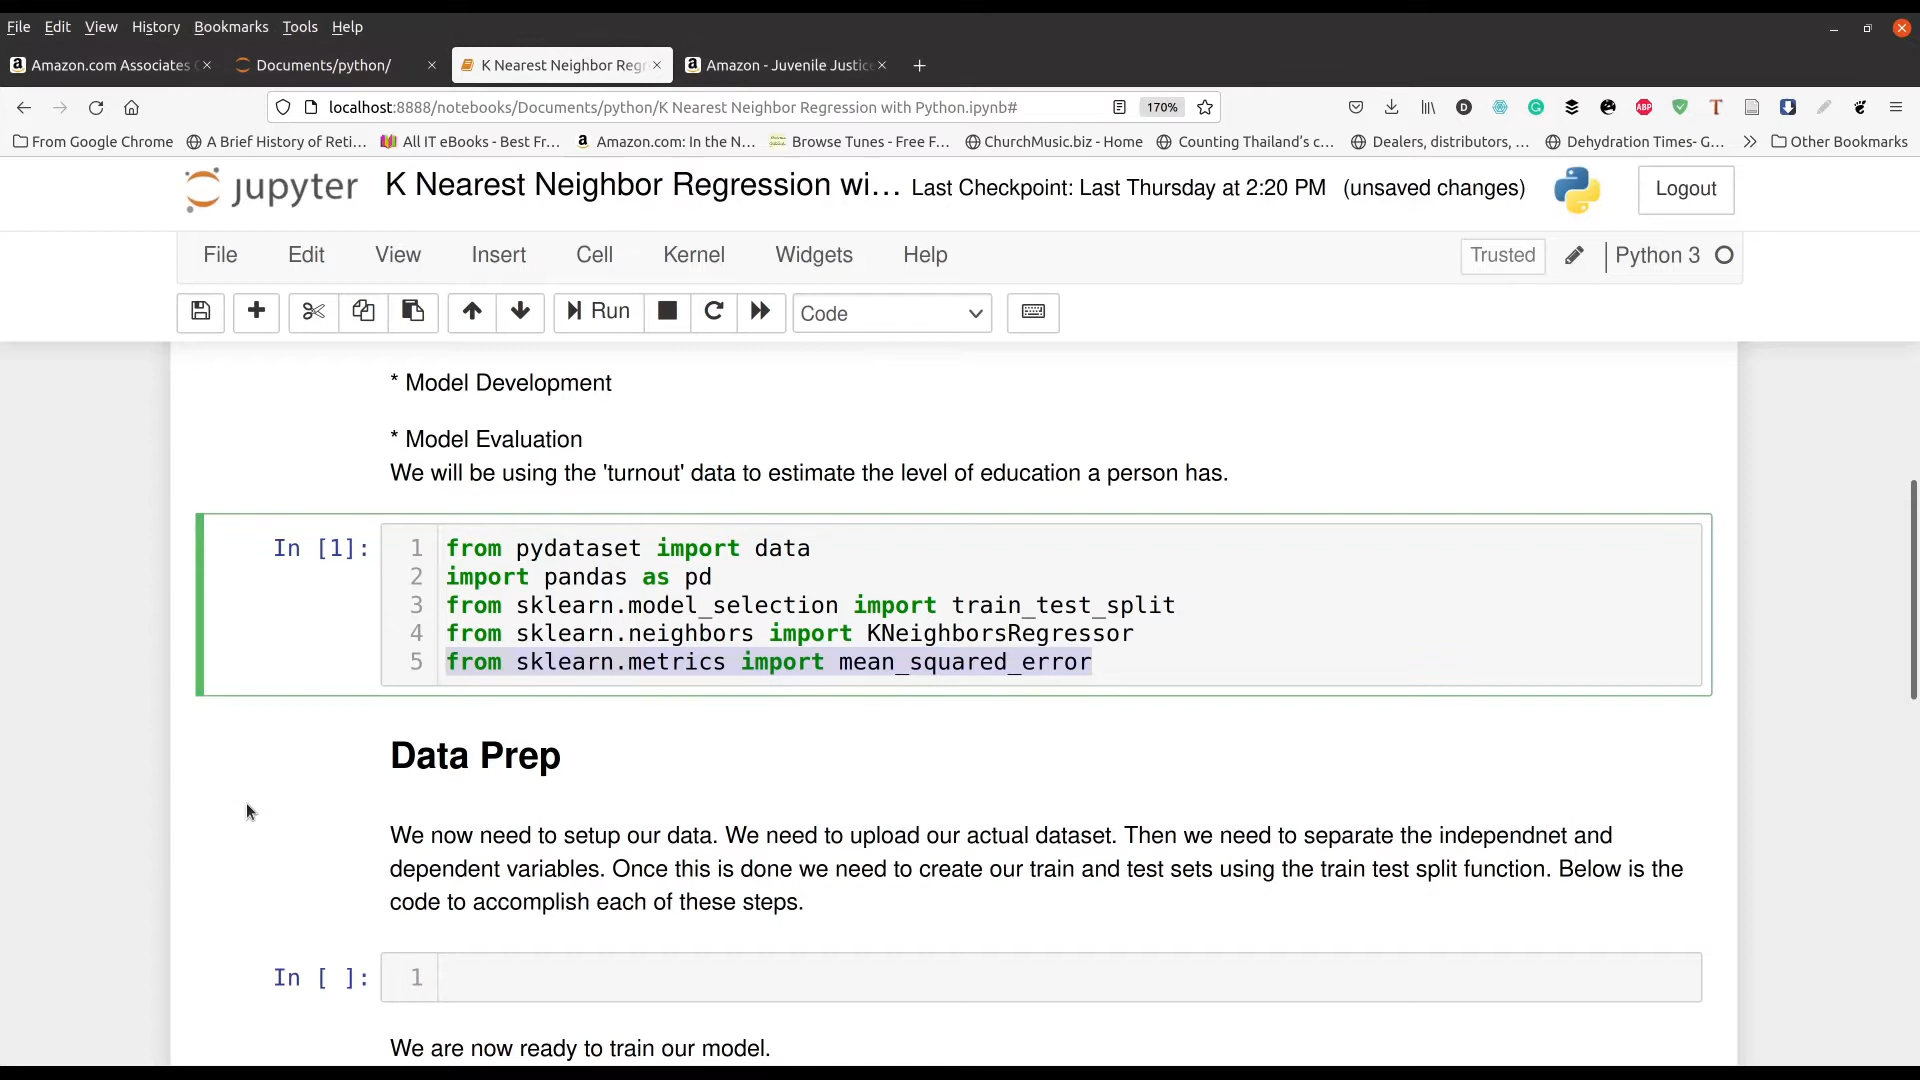 File Edit View History Bookmarks Tools Help
Amazon.com Associates C Documents/python/ K Nearest Neighbor Regr Amazon - Juvenile Justic
localhost:8888/notebooks/Documents/python/K Nearest Neighbor Regression with Python.ipynb# 170%
From Google Chrome A Brief History of Reti... All IT eBooks - Best Fr... Amazon.com: In the N... Browse Tunes - Free F... ChurchMusic.biz - Home Counting Thailand's c... Dealers, distributors, ... Dehydration Times- G... Other Bookmarks
jupyter K Nearest Neighbor Regression wi... Last Checkpoint: Last Thursday at 2:20 PM (unsaved changes) Logout
File Edit View Insert Cell Kernel Widgets Help Trusted Python 3
Run Code
* Model Development
* Model Evaluation
We will be using the 'turnout' data to estimate the level of education a person has.
In [1]: 1 from pydataset import data
2 import pandas as pd
3 from sklearn.model_selection import train_test_split
4 from sklearn.neighbors import KNeighborsRegressor
5 from sklearn.metrics import mean_squared_error
Data Prep
We now need to setup our data. We need to upload our actual dataset. Then we need to separate the independnet and
dependent variables. Once this is done we need to create our train and test sets using the train test split function. Below is the
code to accomplish each of these steps.
In [ ]: 1
We are now ready to train our model.